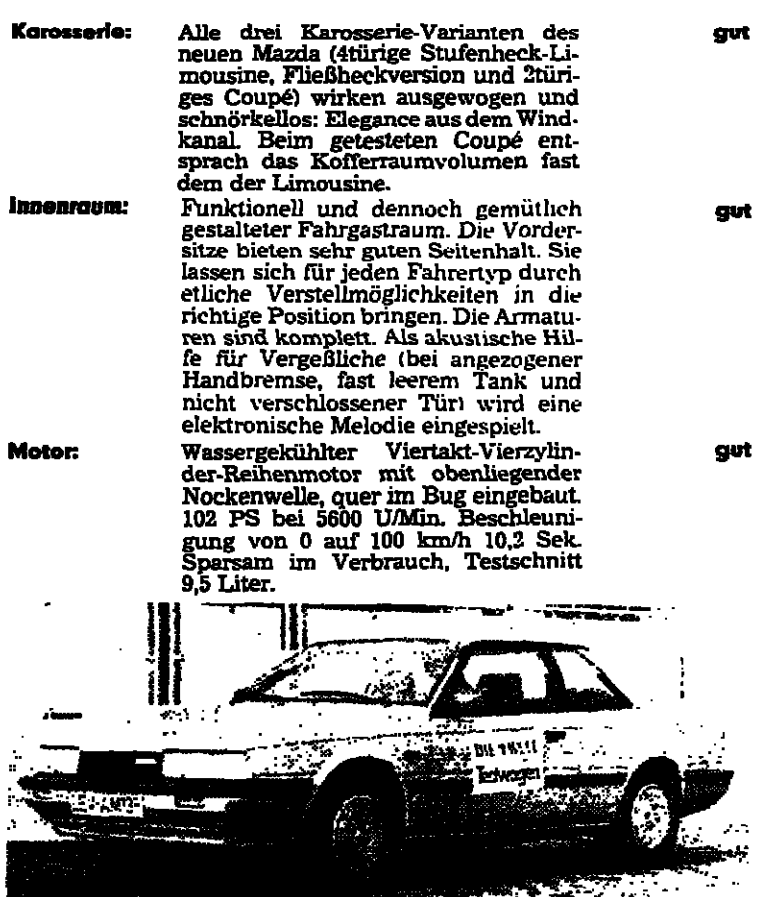 Karosserie: Alle drei Karosserie-Varianten des gut
neuen Mazda (4türige Stufenheck-Li-
mousine, Fließheckversion und 2türi-
ges Coupé) wirken ausgewogen und
schnörkellos: Elegance aus dem Wind-
kanal. Beim getesteten Coupé ent-
sprach das Kofferraumvolumen fast
dem der Limousine.
Innenraum: Funktionell und dennoch gemütlich gut
gestalteter Fahrgastraum. Die Vorder-
sitze bieten sehr guten Seitenhalt. Sie
lassen sich für jeden Fahrertyp durch
etliche Verstellmöglichkeiten in die
richtige Position bringen. Die Armatu-
ren sind komplett. Als akustische Hil-
fe für Vergeßliche (bei angezogener
Handbremse, fast leerem Tank und
nicht verschlossener Tür) wird eine
elektronische Melodie eingespielt.
Motor: Wassergekühlter Viertakt-Vierzylin- gut
der-Reihenmotor mit obenliegender
Nockenwelle, quer im Bug eingebaut.
102 PS bei 5600 U/Min. Beschleuni-
gung von 0 auf 100 km/h 10,2 Sek.
Sparsam im Verbrauch, Testschnitt
9,5 Liter.
DIE
Testwagen